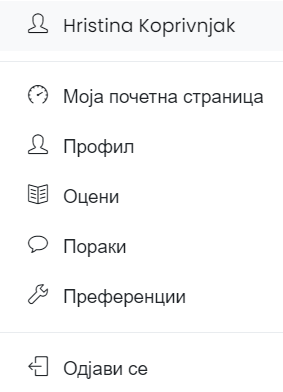 Hristina Koprivnjak
Моја почетна страница
Профил
Оцени
Пораки
Преференции
Одјави се